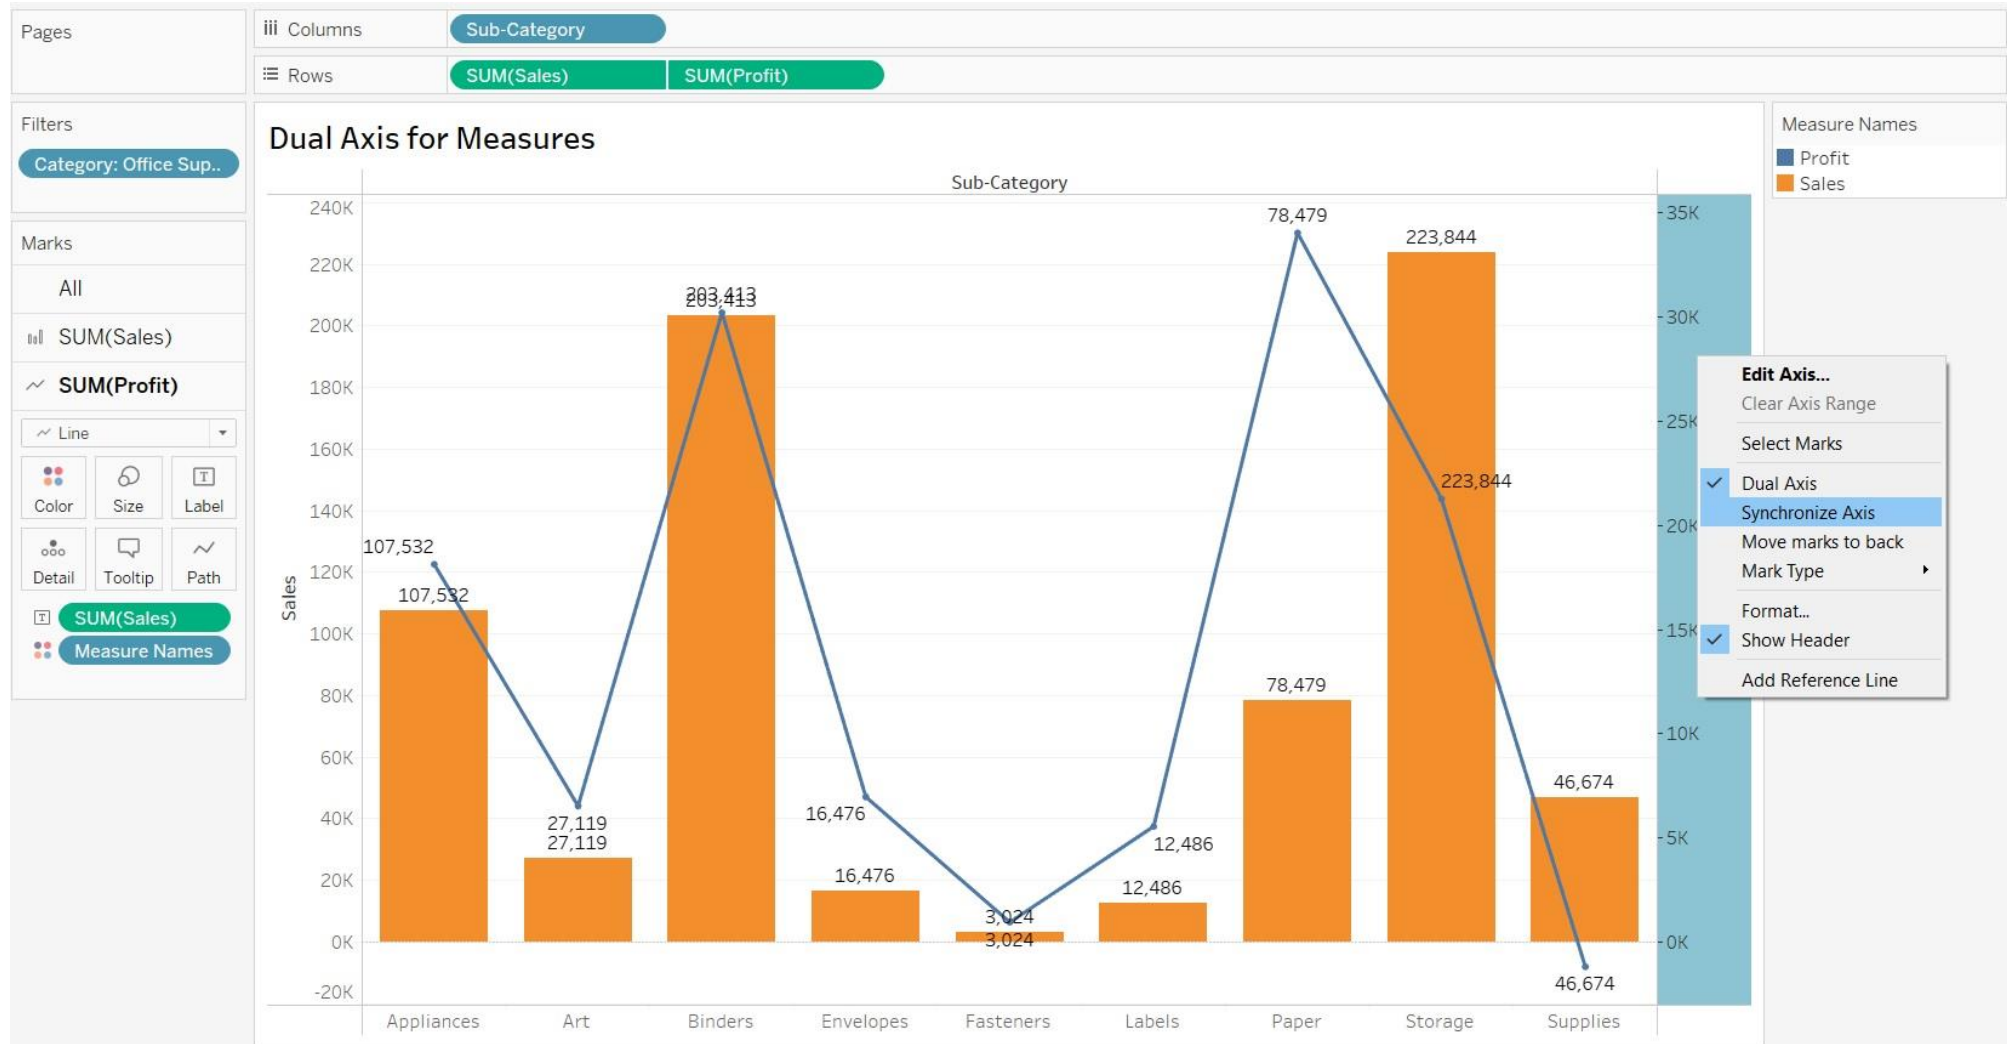 Pages
Columns
Sub-Category
Rows
SUM(Sales)
SUM(Profit)
Filters
Category: Office Sup..
Marks
All
SUM(Sales)
SUM(Profit)
Line
Color
Size
Label
Detail
Tooltip
Path
SUM(Sales)
Measure Names
Dual Axis for Measures
Sub-Category
240K
220K
200K
180K
160K
140K
120K
100K
80K
60K
40K
20K
0K
-20K
Sales
107,532
107,532
27,119
27,119
203,413
203,413
16,476
16,476
3,024
3,024
12,486
12,486
78,479
78,479
223,844
223,844
46,674
46,674
Appliances
Art
Binders
Envelopes
Fasteners
Labels
Paper
Storage
Supplies
35K
30K
25K
20K
15K
10K
5K
0K
Edit Axis...
Clear Axis Range
Select Marks
Dual Axis
Synchronize Axis
Move marks to back
Mark Type
Format...
Show Header
Add Reference Line
Measure Names
Profit
Sales